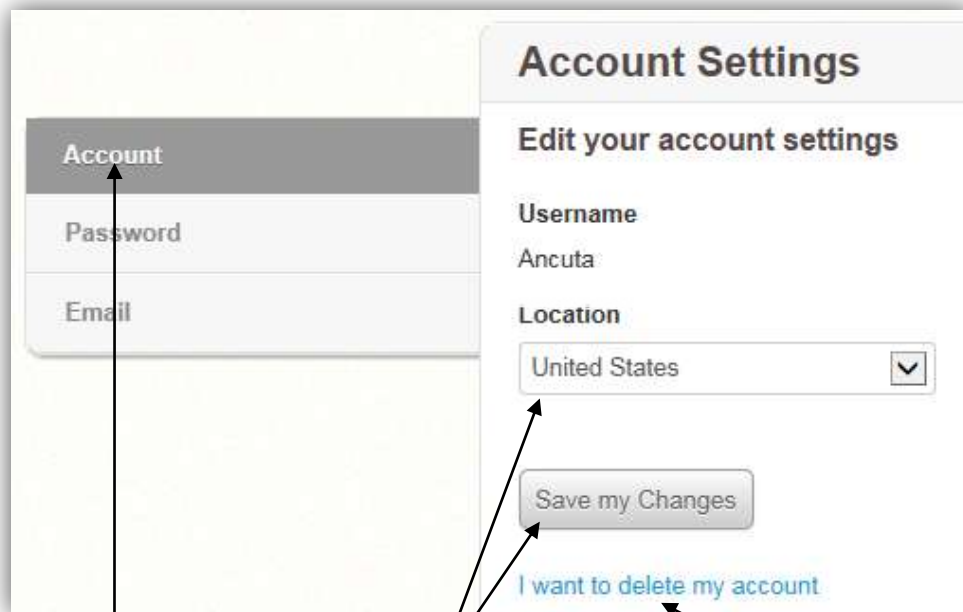 Account Settings
Account
Password
Email
Edit your account settings
Username
Ancuta
Location
United States
Save my Changes
I want to delete my account